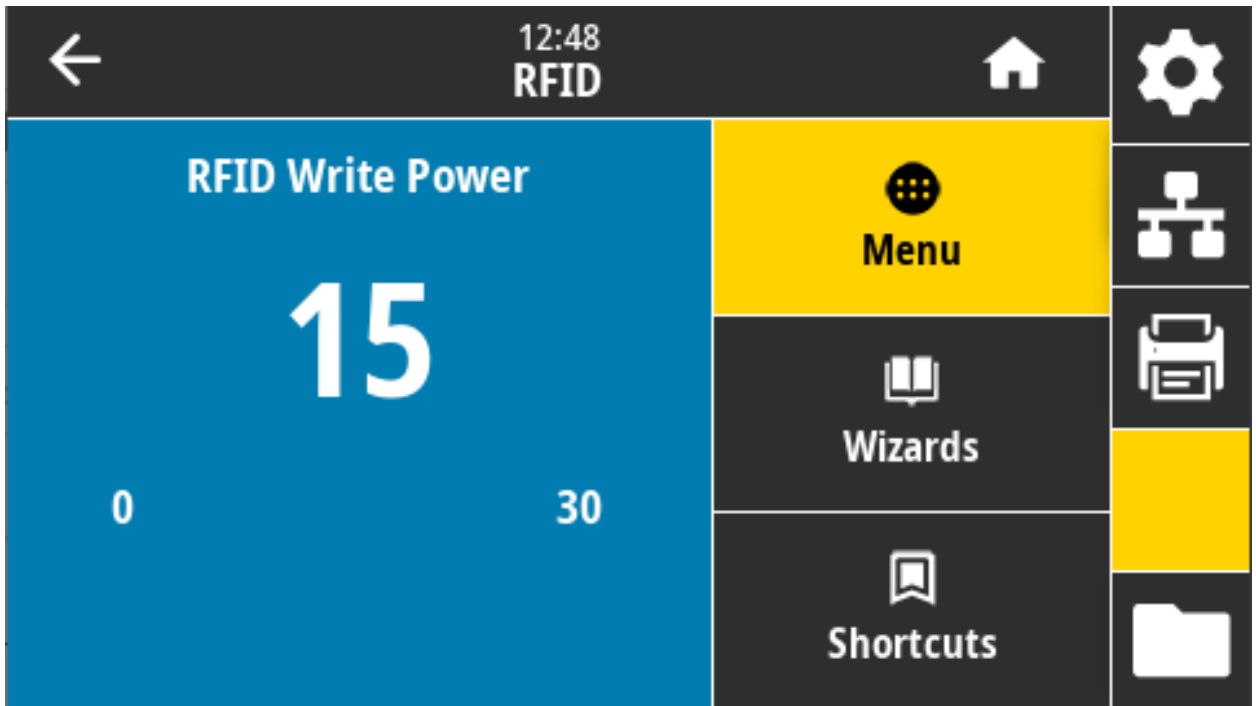 12:48
RFID
RFID Write Power
15
0 30
Menu
Wizards
Shortcuts